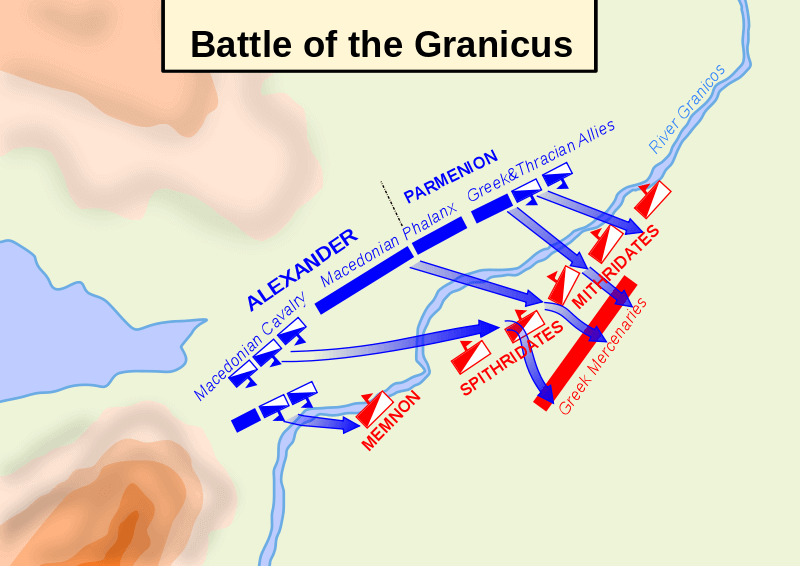 Battle of the Granicus
River Granicos
PARMENION
Greek&Thracian Allies
ALEXANDER
Macedonian Phalanx
Macedonian Cavalry
MITHRIDATES
SPITHRIDATES
MEMNON
Greek Mercenaries